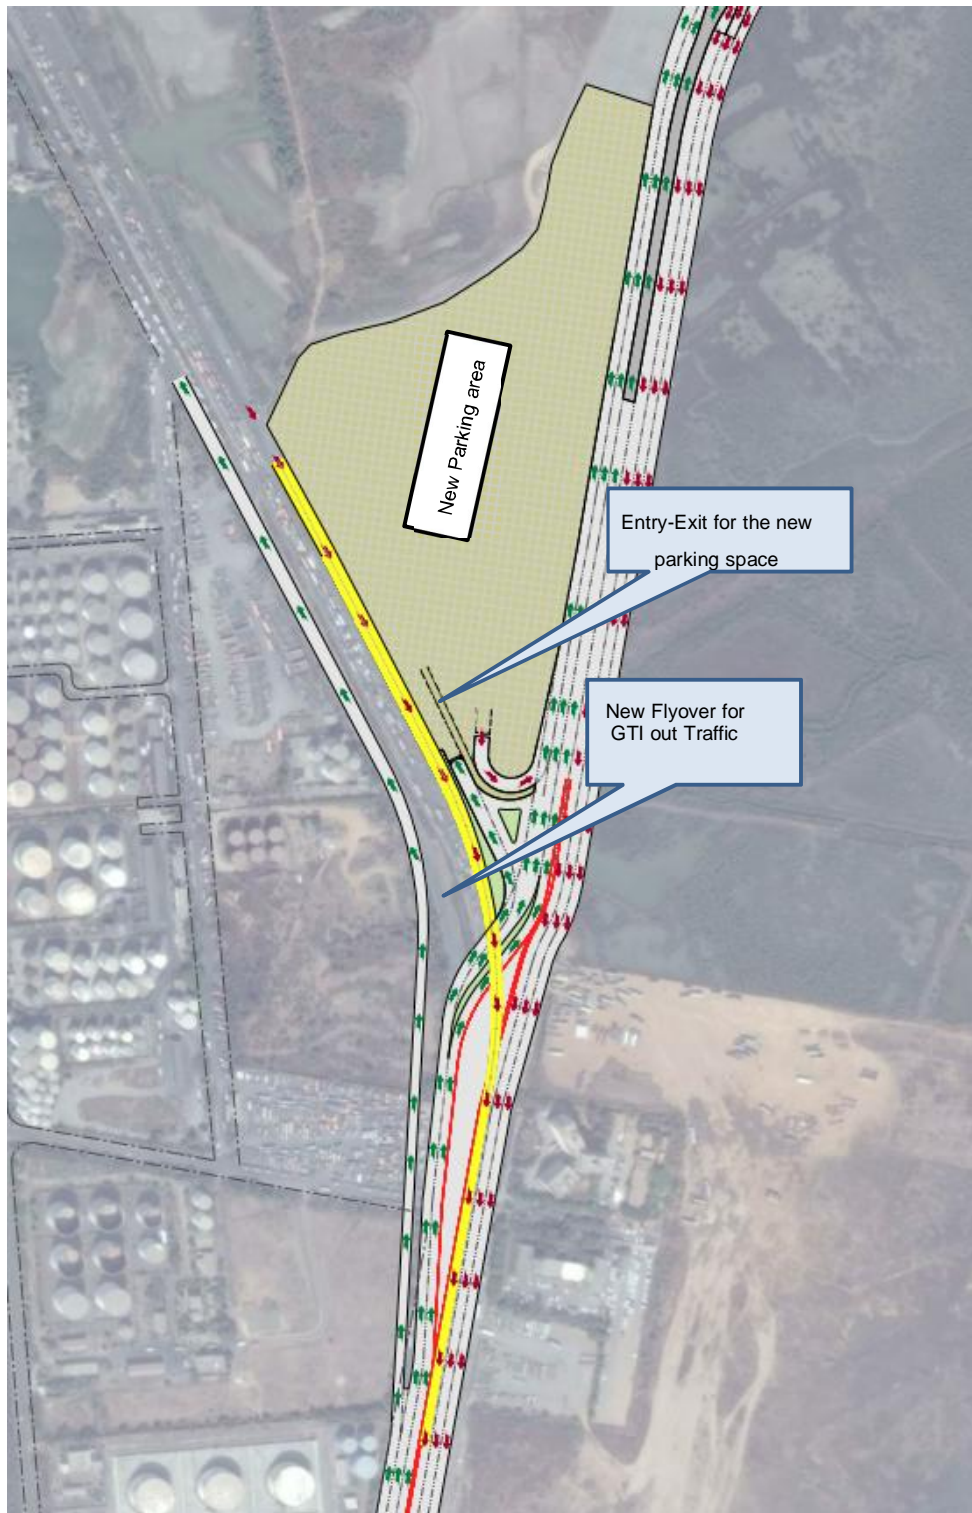 New Parking area
Entry-Exit for the new
parking space
New Flyover for
GTI out Traffic